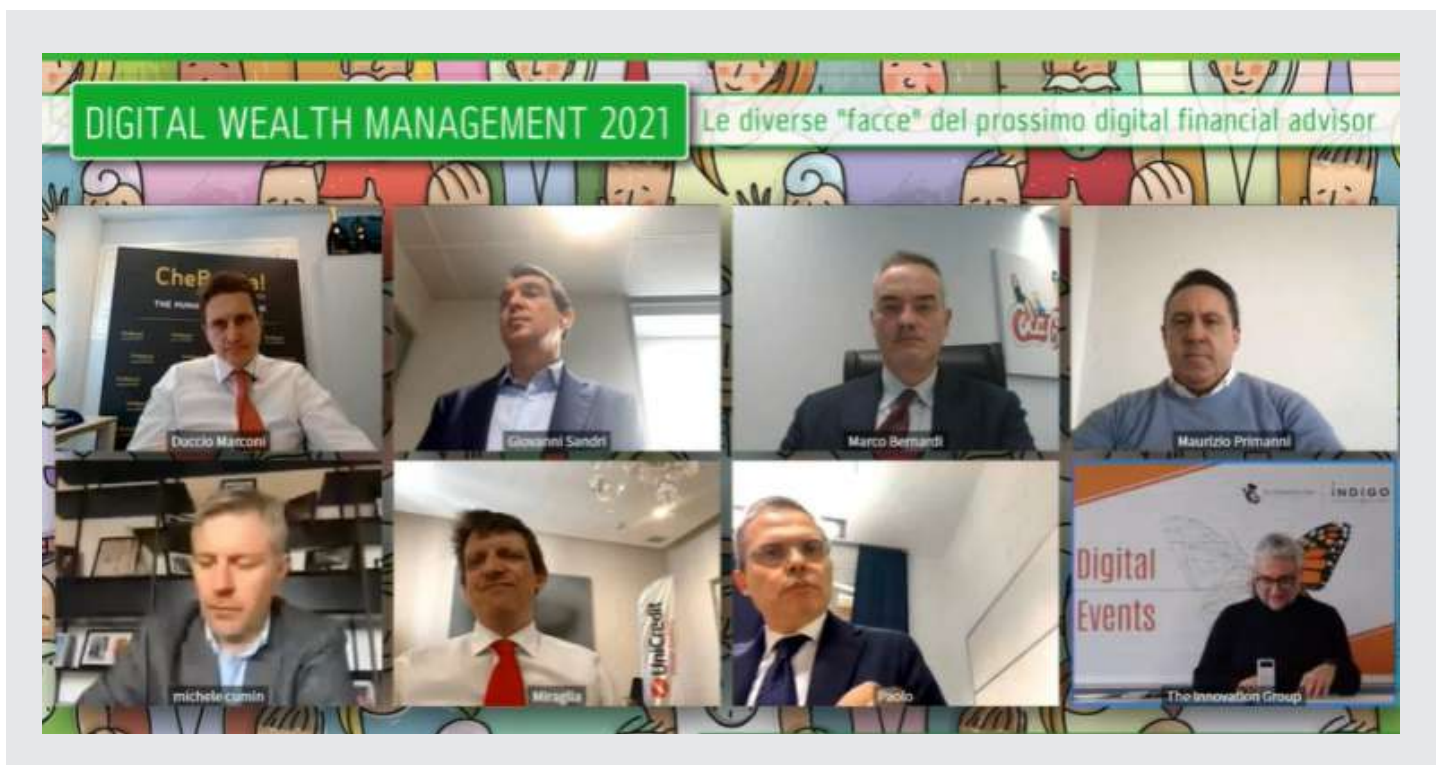 DIGITAL WEALTH MANAGEMENT 2021
Le diverse "facce" del prossimo digital financial advisor
Duccio Marconi
Giovanni Sandri
Marco Bernardi
Maurizio Primanni
michele cumin
UniCredit
Miraglia
Paolo
INDIGO
Digital
Events
The Innovation Group